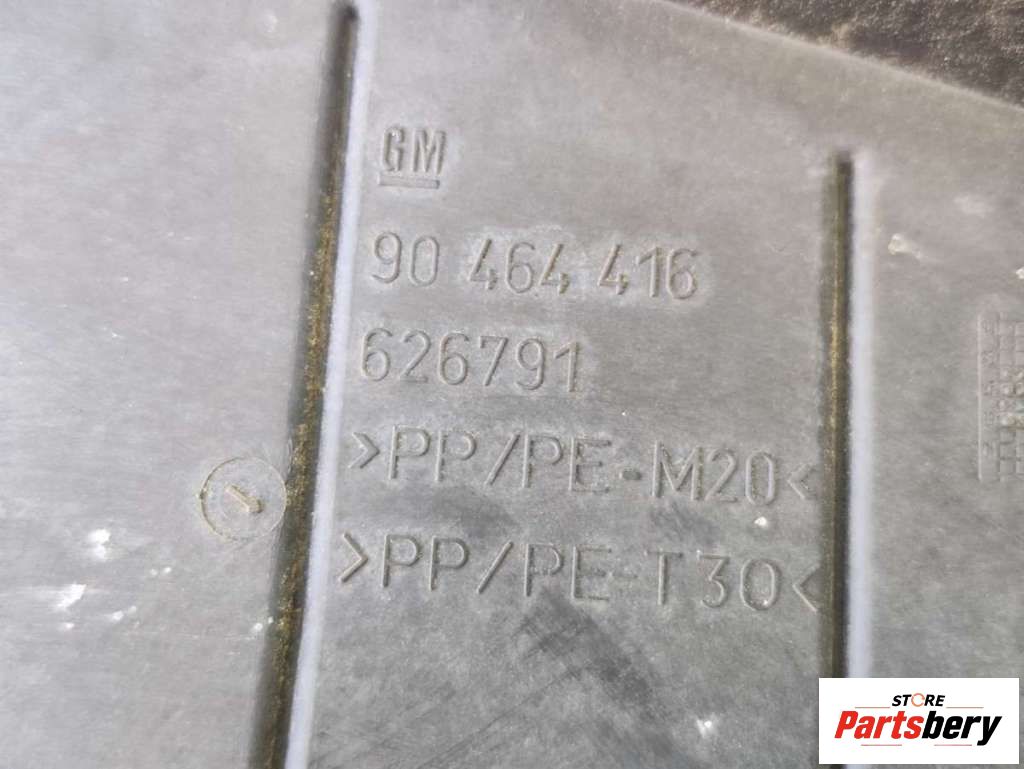 GM
90 464 416
626791
>PP/PE-M20<
>PP/PE-T30<
STORE
Partsbery